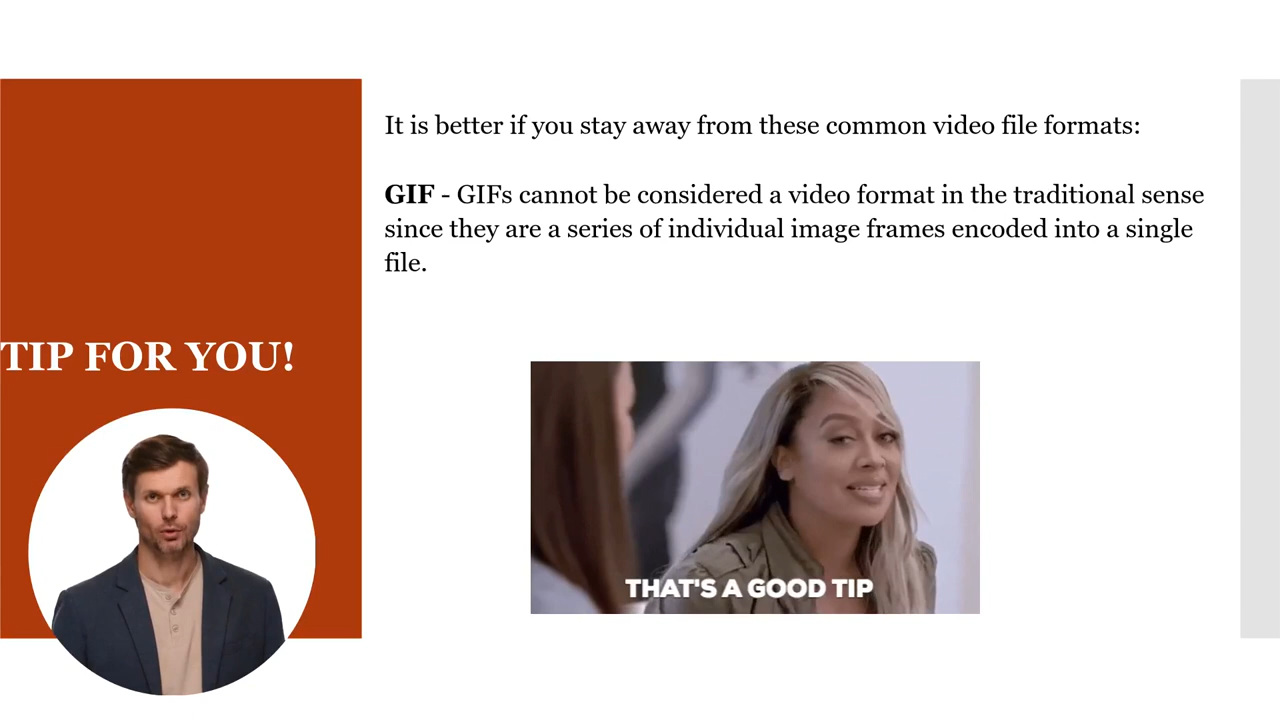 It is better if you stay away from these common video file formats:
GIF - GIFs cannot be considered a video format in the traditional sense
since they are a series of individual image frames encoded into a single
file.
TIP FOR YOU!
THAT'S A GOOD TIP